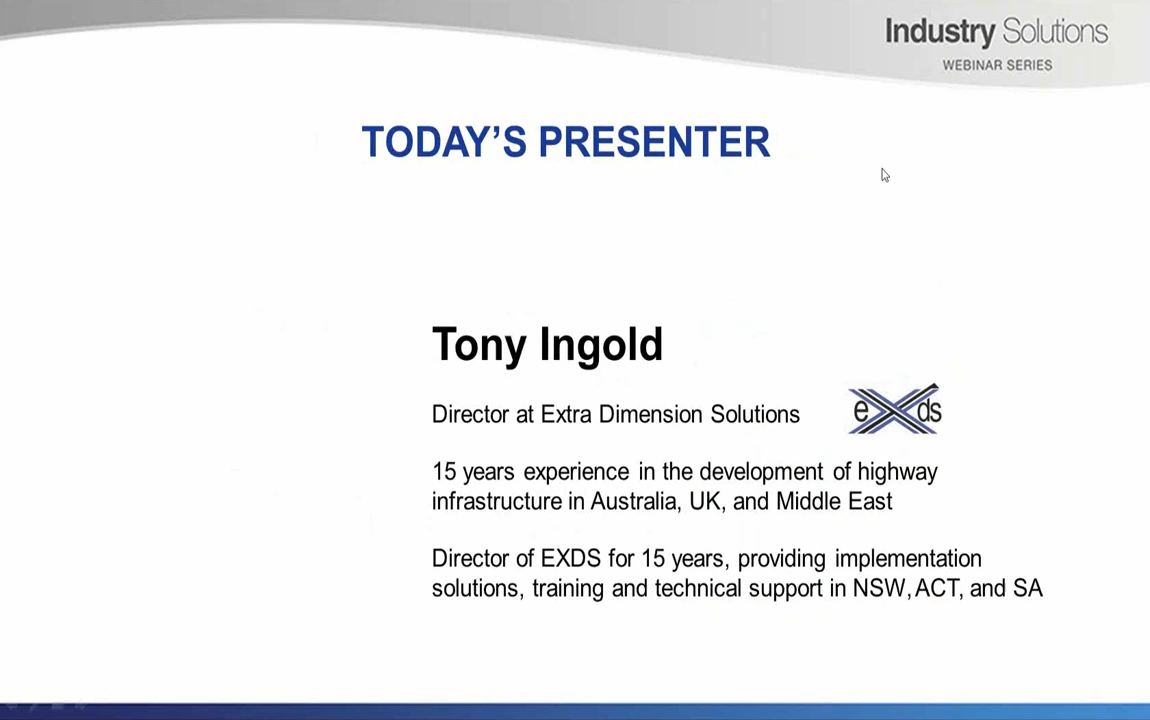 Industry Solutions
WEBINAR SERIES
TODAY'S PRESENTER
Tony Ingold
Director at Extra Dimension Solutions
eXds
15 years experience in the development of highway
infrastructure in Australia, UK, and Middle East
Director of EXDS for 15 years, providing implementation
solutions, training and technical support in NSW, ACT, and SA